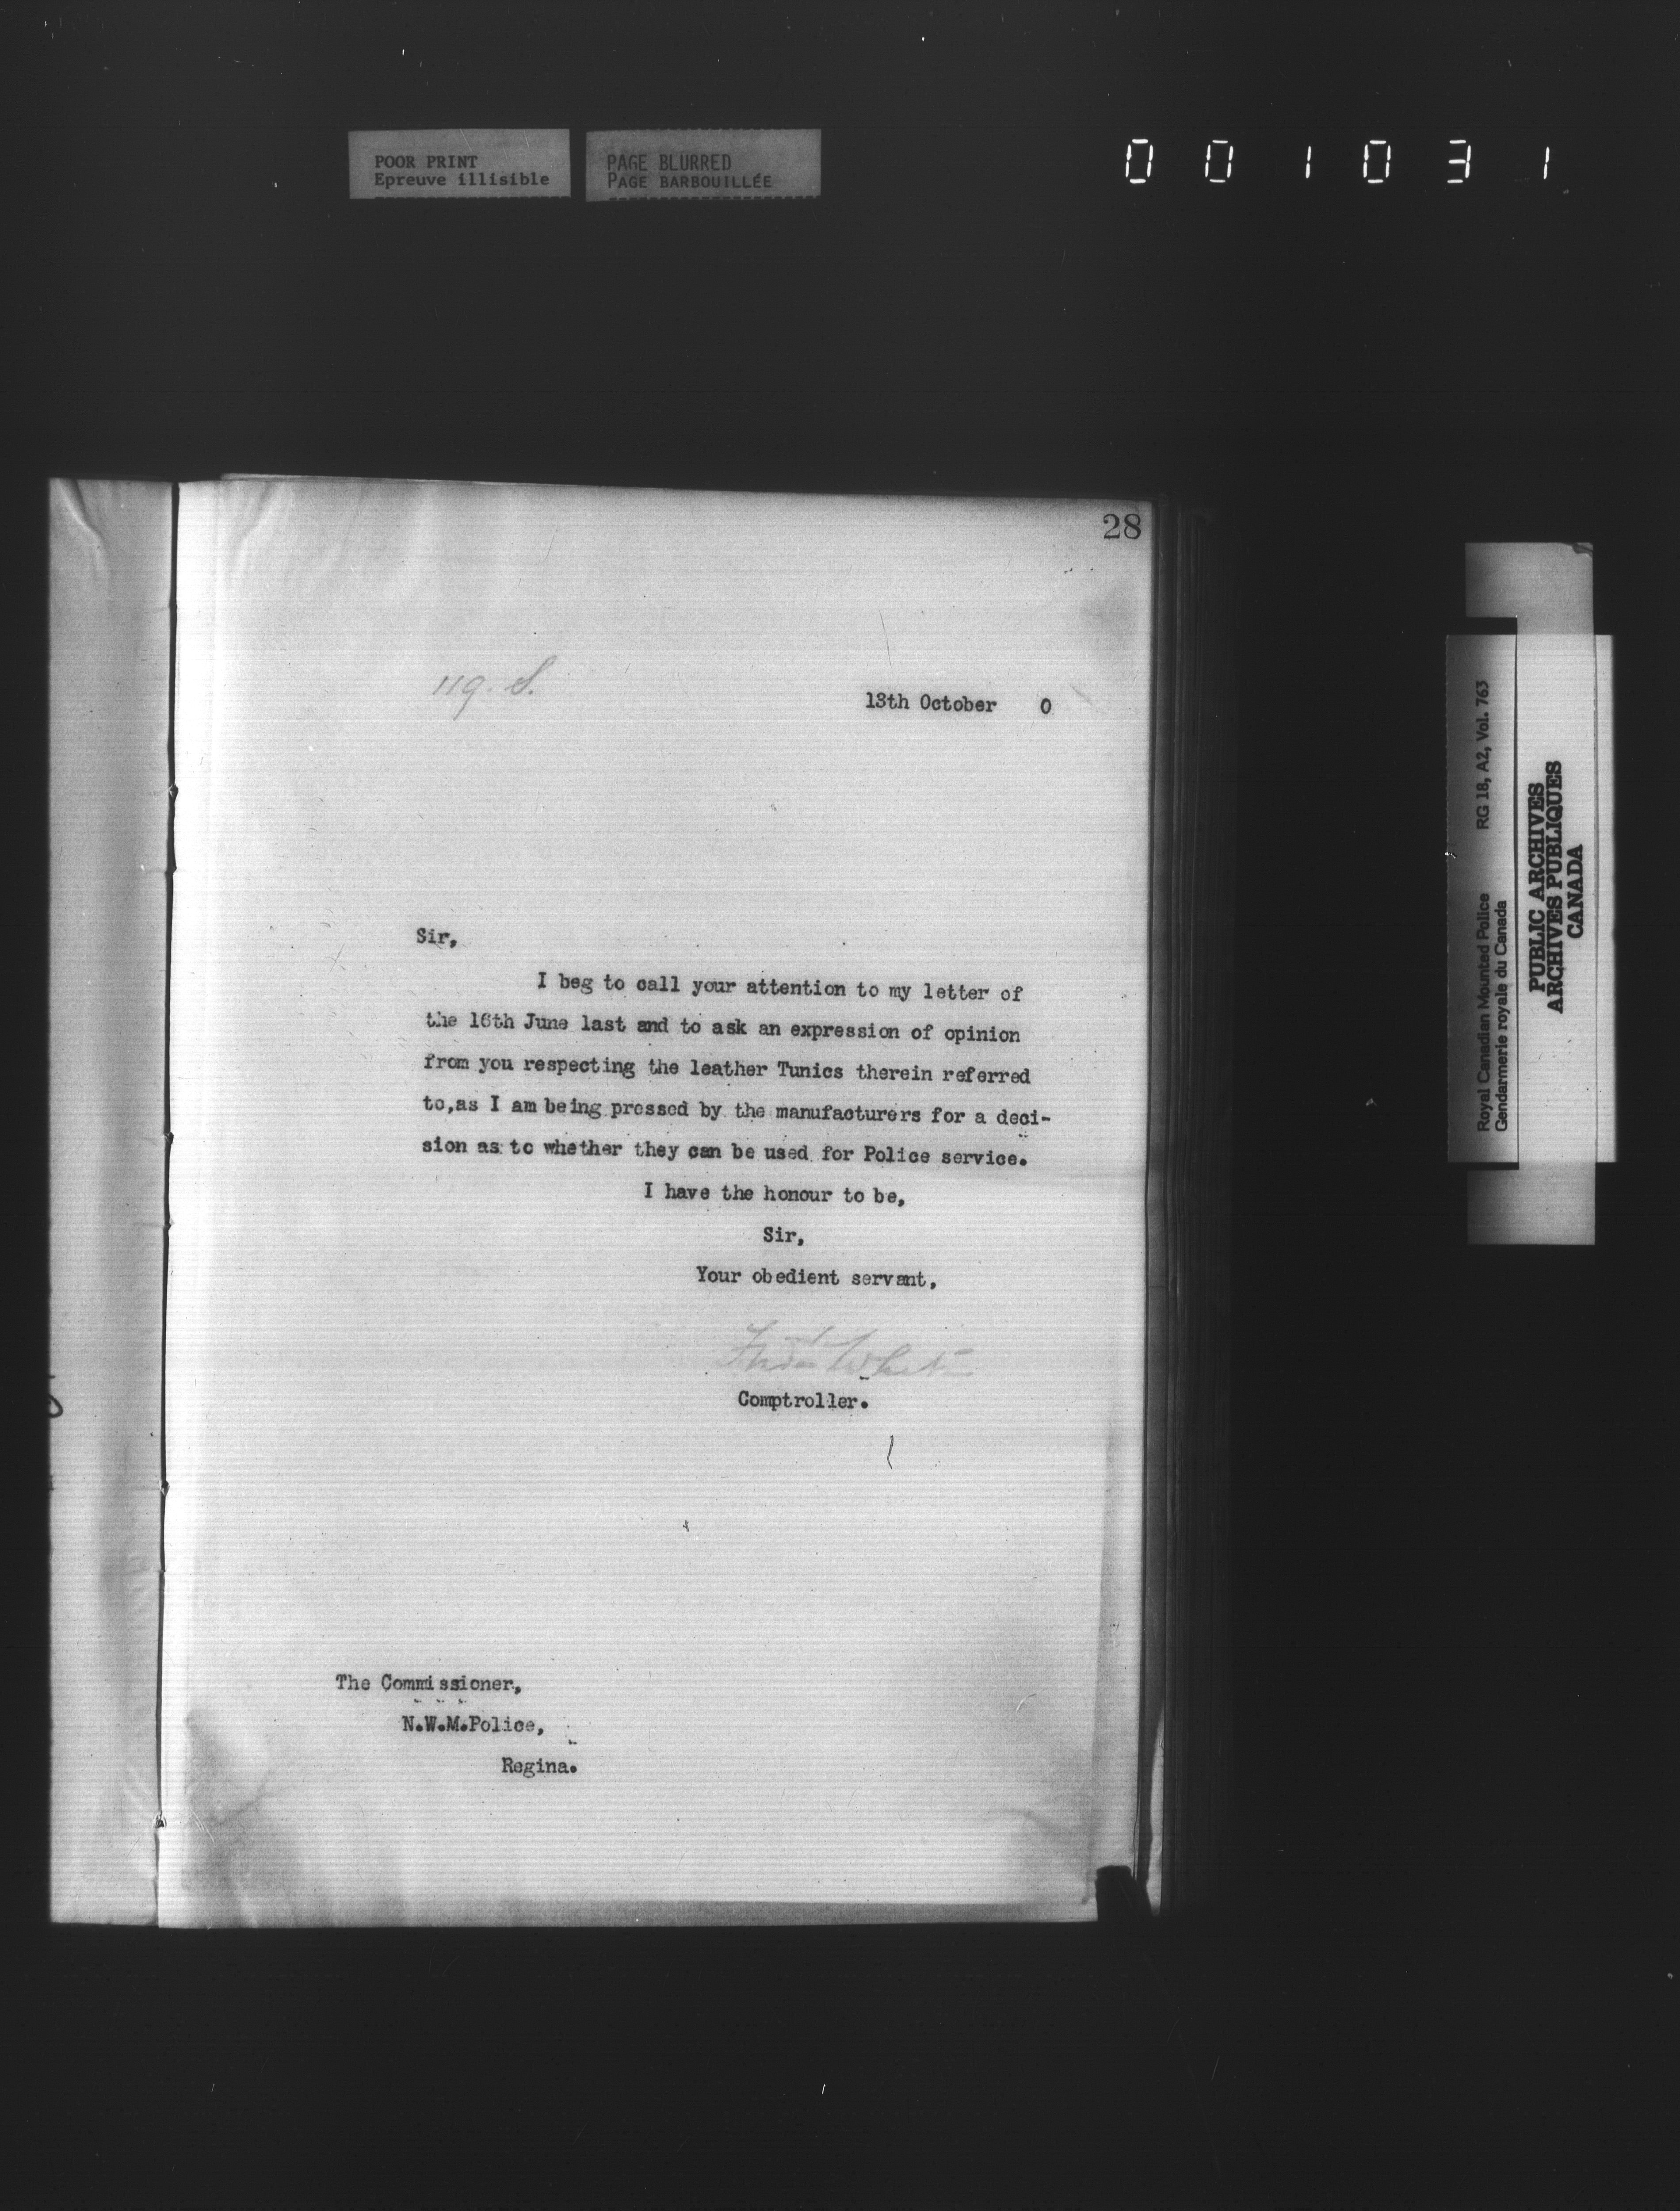 POOR PRINT
Epreuve illisible
PAGE BLURRED
PAGE BARBOUILLÉE
001031
28
119. S.
13th October 0
Sir,
I beg to call your attention to my letter of
the 16th June last and to ask an expression of opinion
from you respecting the leather Tunics therein referred
to,as I am being pressed by the manufacturers for a deci-
sion as to whether they can be used for Police service.
I have the honour to be,
Sir,
Your obedient servant,
Fred White
Comptroller.
The Commissioner,
N.W.M.Police,
Regina.
Royal Canadian Mounted Police RG 18, A2, Vol. 763
Gendarmerie royale du Canada
PUBLIC ARCHIVES
ARCHIVES PUBLIQUES
CANADA